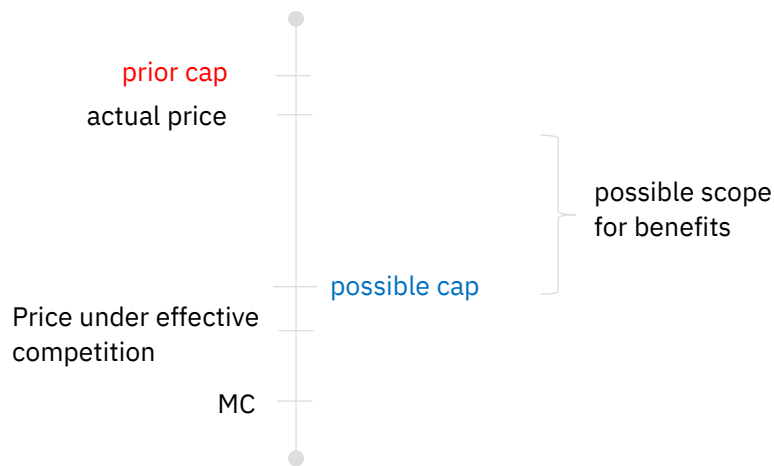 prior cap
actual price
possible scope
for benefits
possible cap
Price under effective
competition
MC